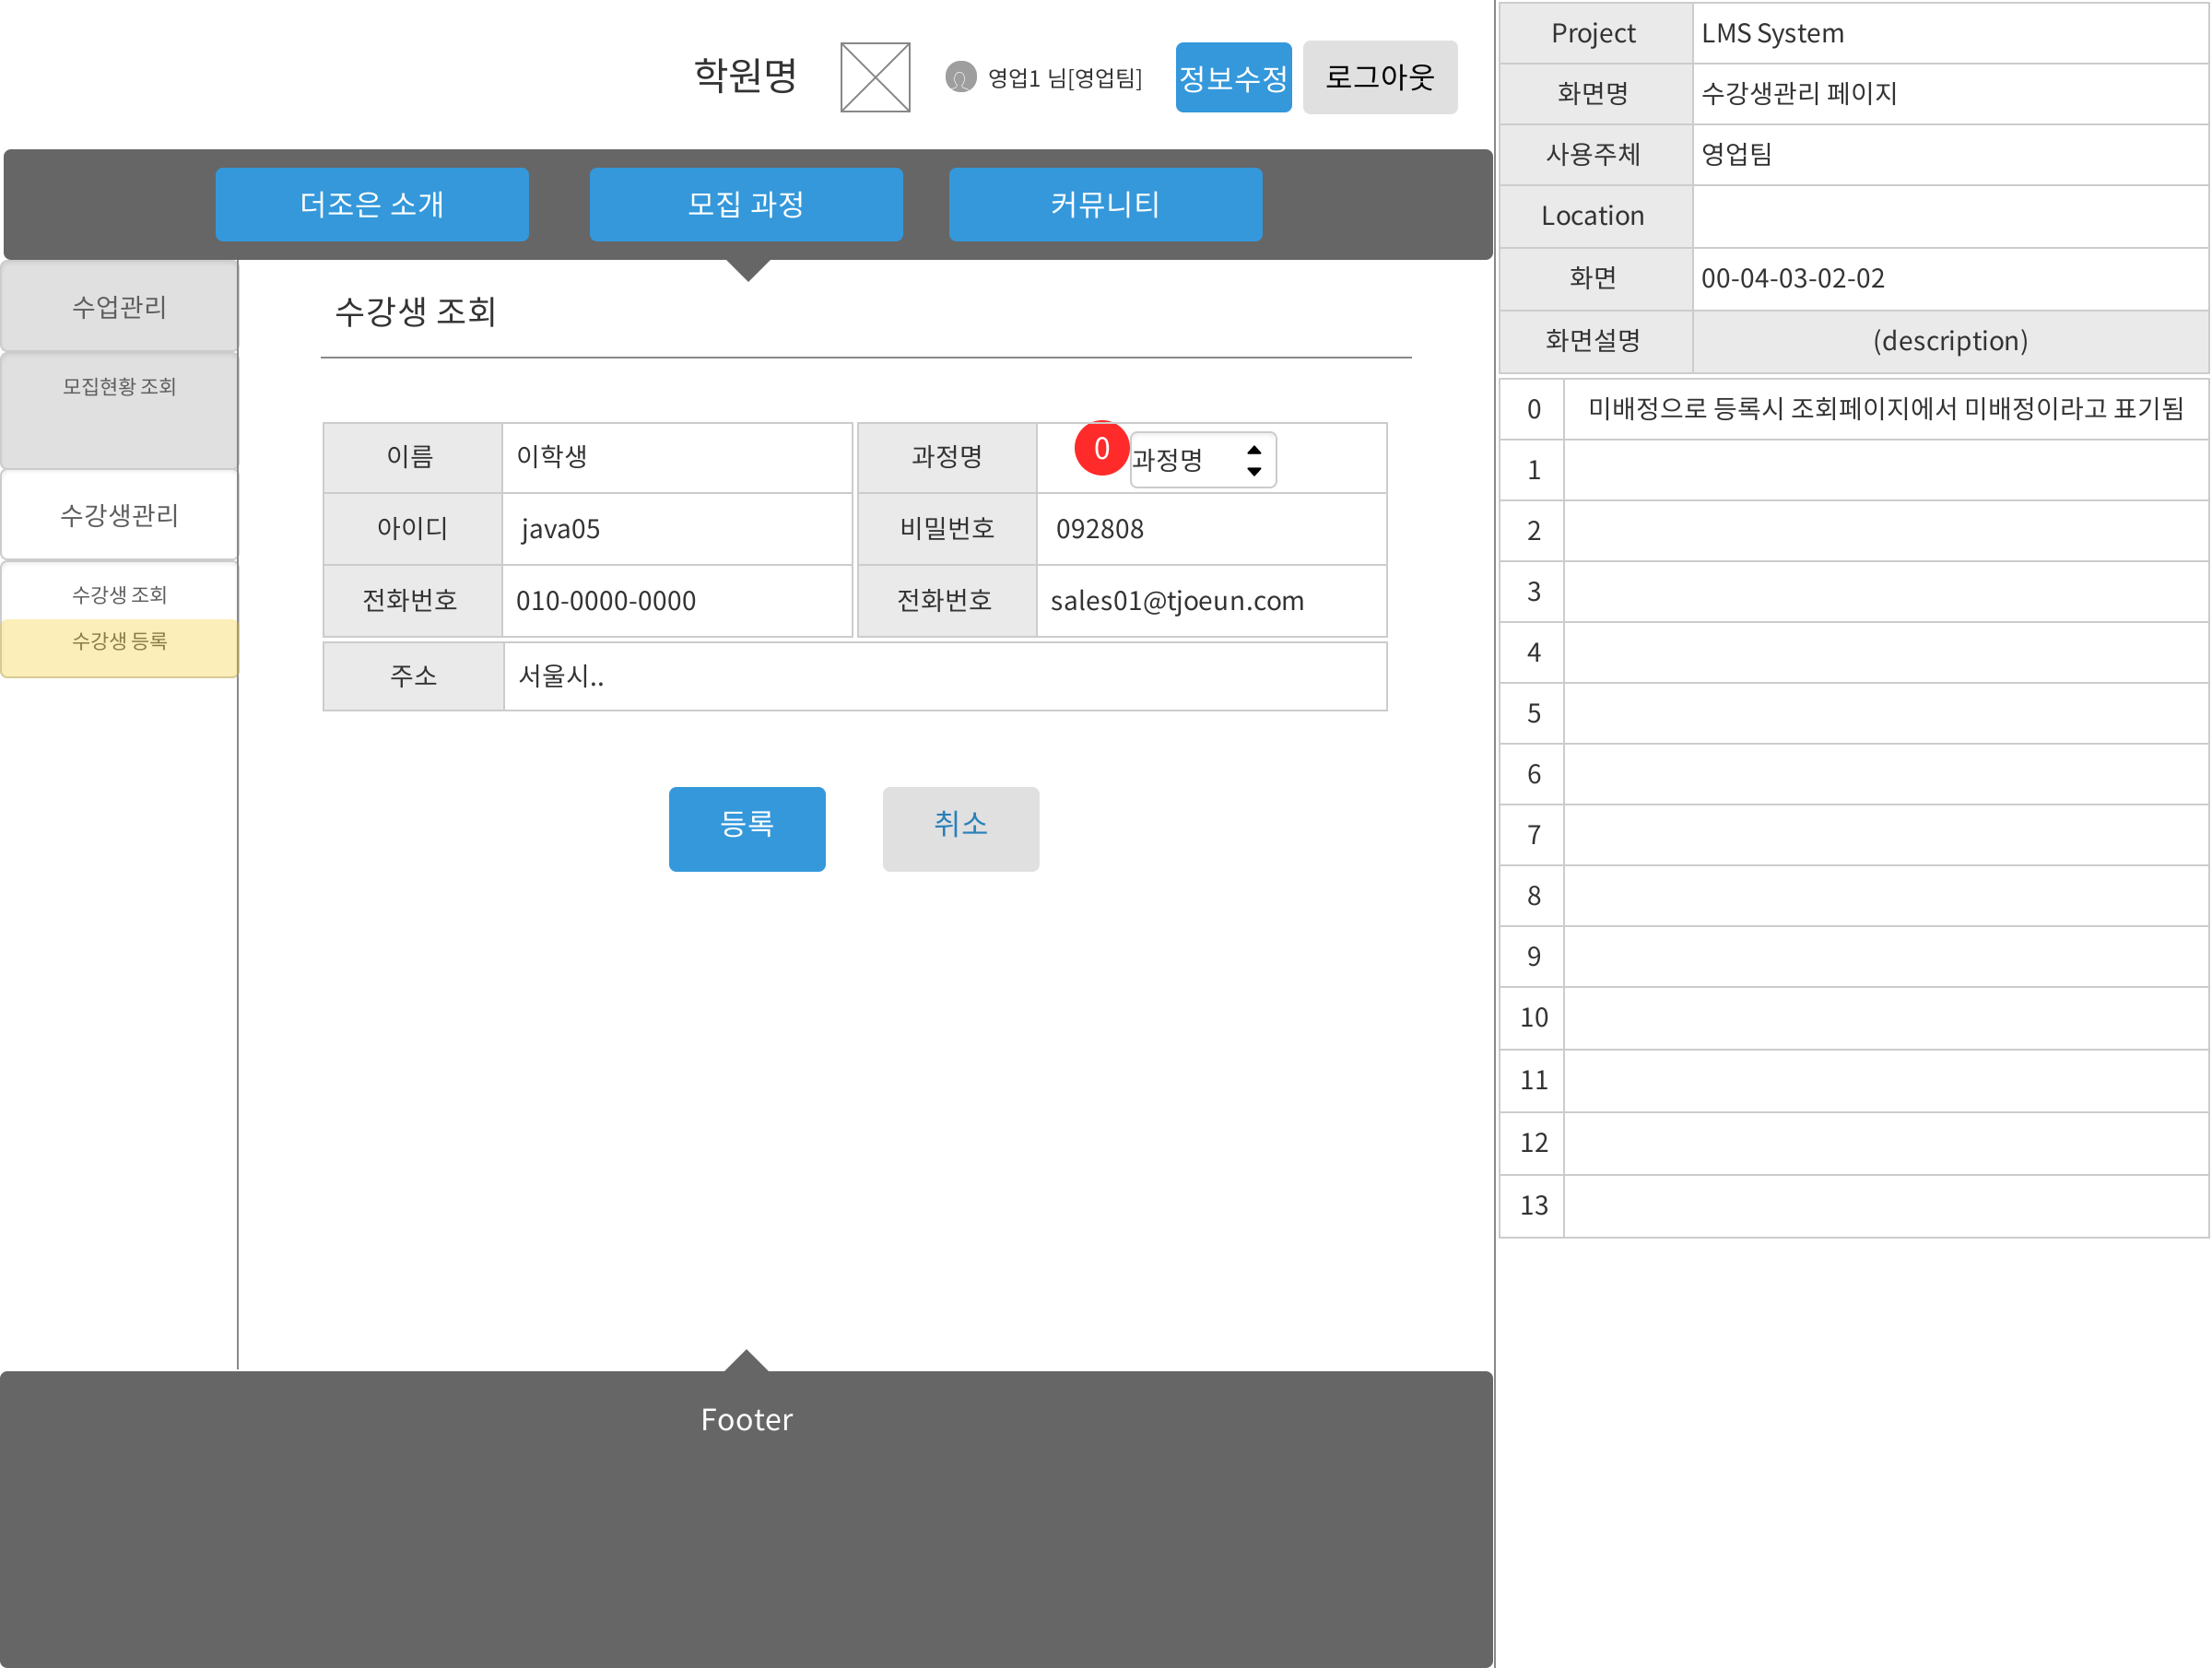 학원명
영업1 님[영업팀]
정보수정
로그아웃
더조은 소개
모집 과정
커뮤니티
수업관리
모집현황 조회
수강생관리
수강생 조회
수강생 등록
수강생 조회
이름 이학생 과정명 0 과정명
아이디 java05 비밀번호 092808
전화번호 010-0000-0000 전화번호 sales01@tjoeun.com
주소 서울시..
등록 취소
Footer
Project LMS System
화면명 수강생관리 페이지
사용주체 영업팀
Location
화면 00-04-03-02-02
화면설명 (description)
0 미배정으로 등록시 조회페이지에서 미배정이라고 표기됨
1
2
3
4
5
6
7
8
9
10
11
12
13